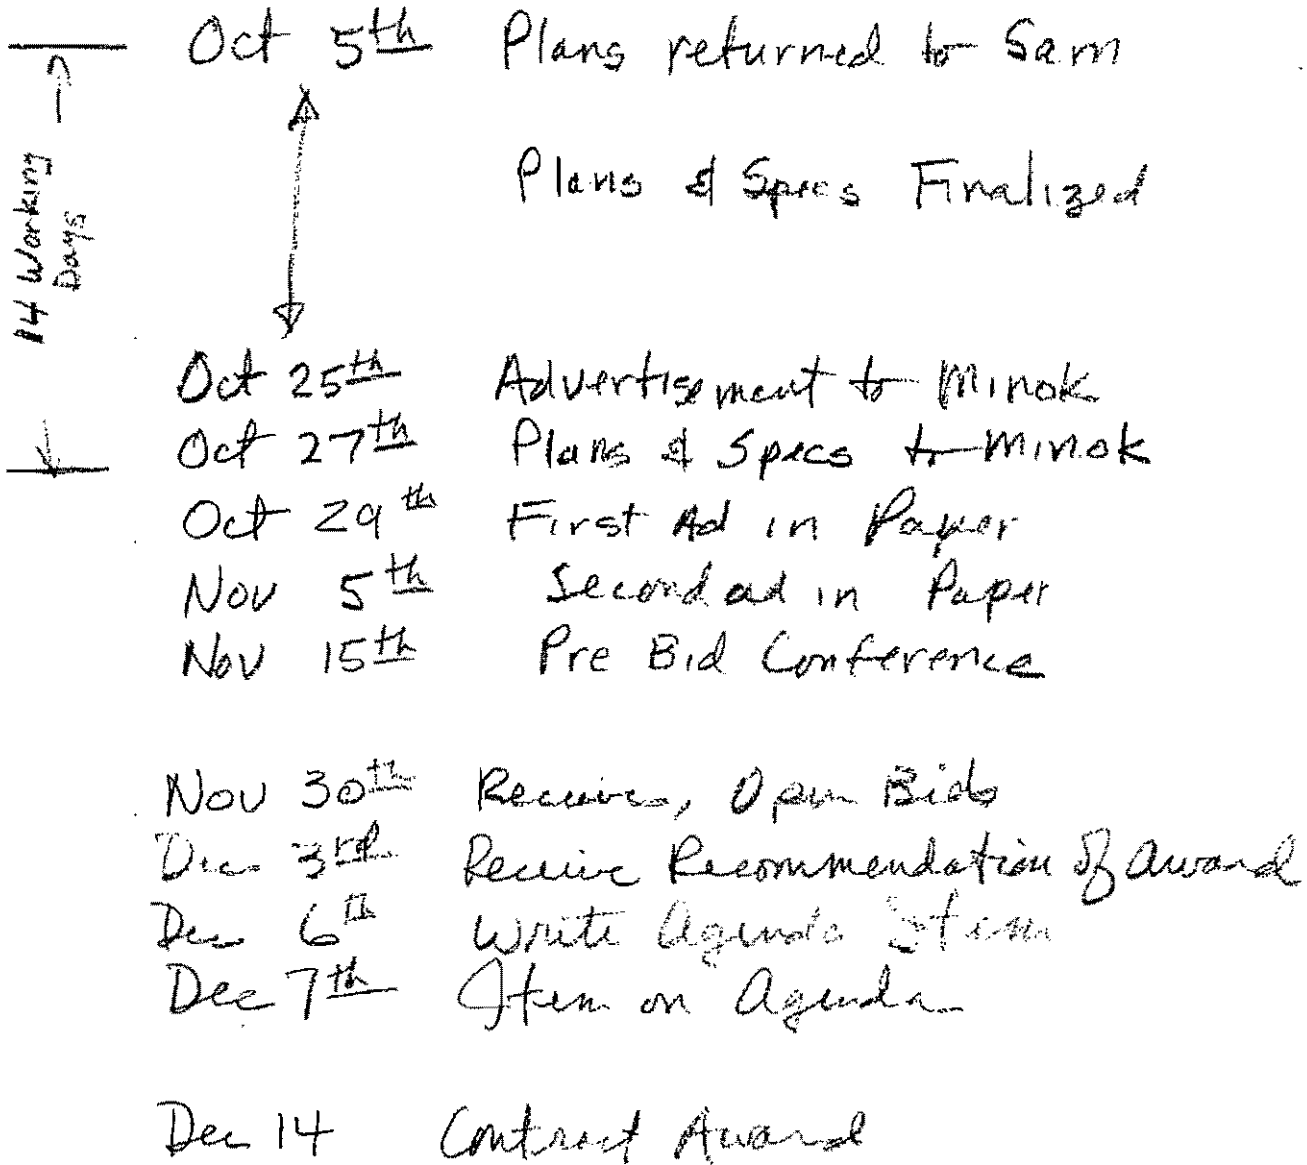 Oct 5th Plans returned to Sam
Plans & Specs Finalized
14 Working
Days
Oct 25th Advertisement to Minok
Oct 27th Plans & Specs to Minok
Oct 29th First Ad in Paper
Nov 5th Second ad in Paper
Nov 15th Pre Bid Conference
Nov 30th Receive, Open Bids
Dec 3rd Receive Recommendation of Award
Dec 6th Write Agenda Item
Dec 7th Item on Agenda
Dec 14 Contract Award